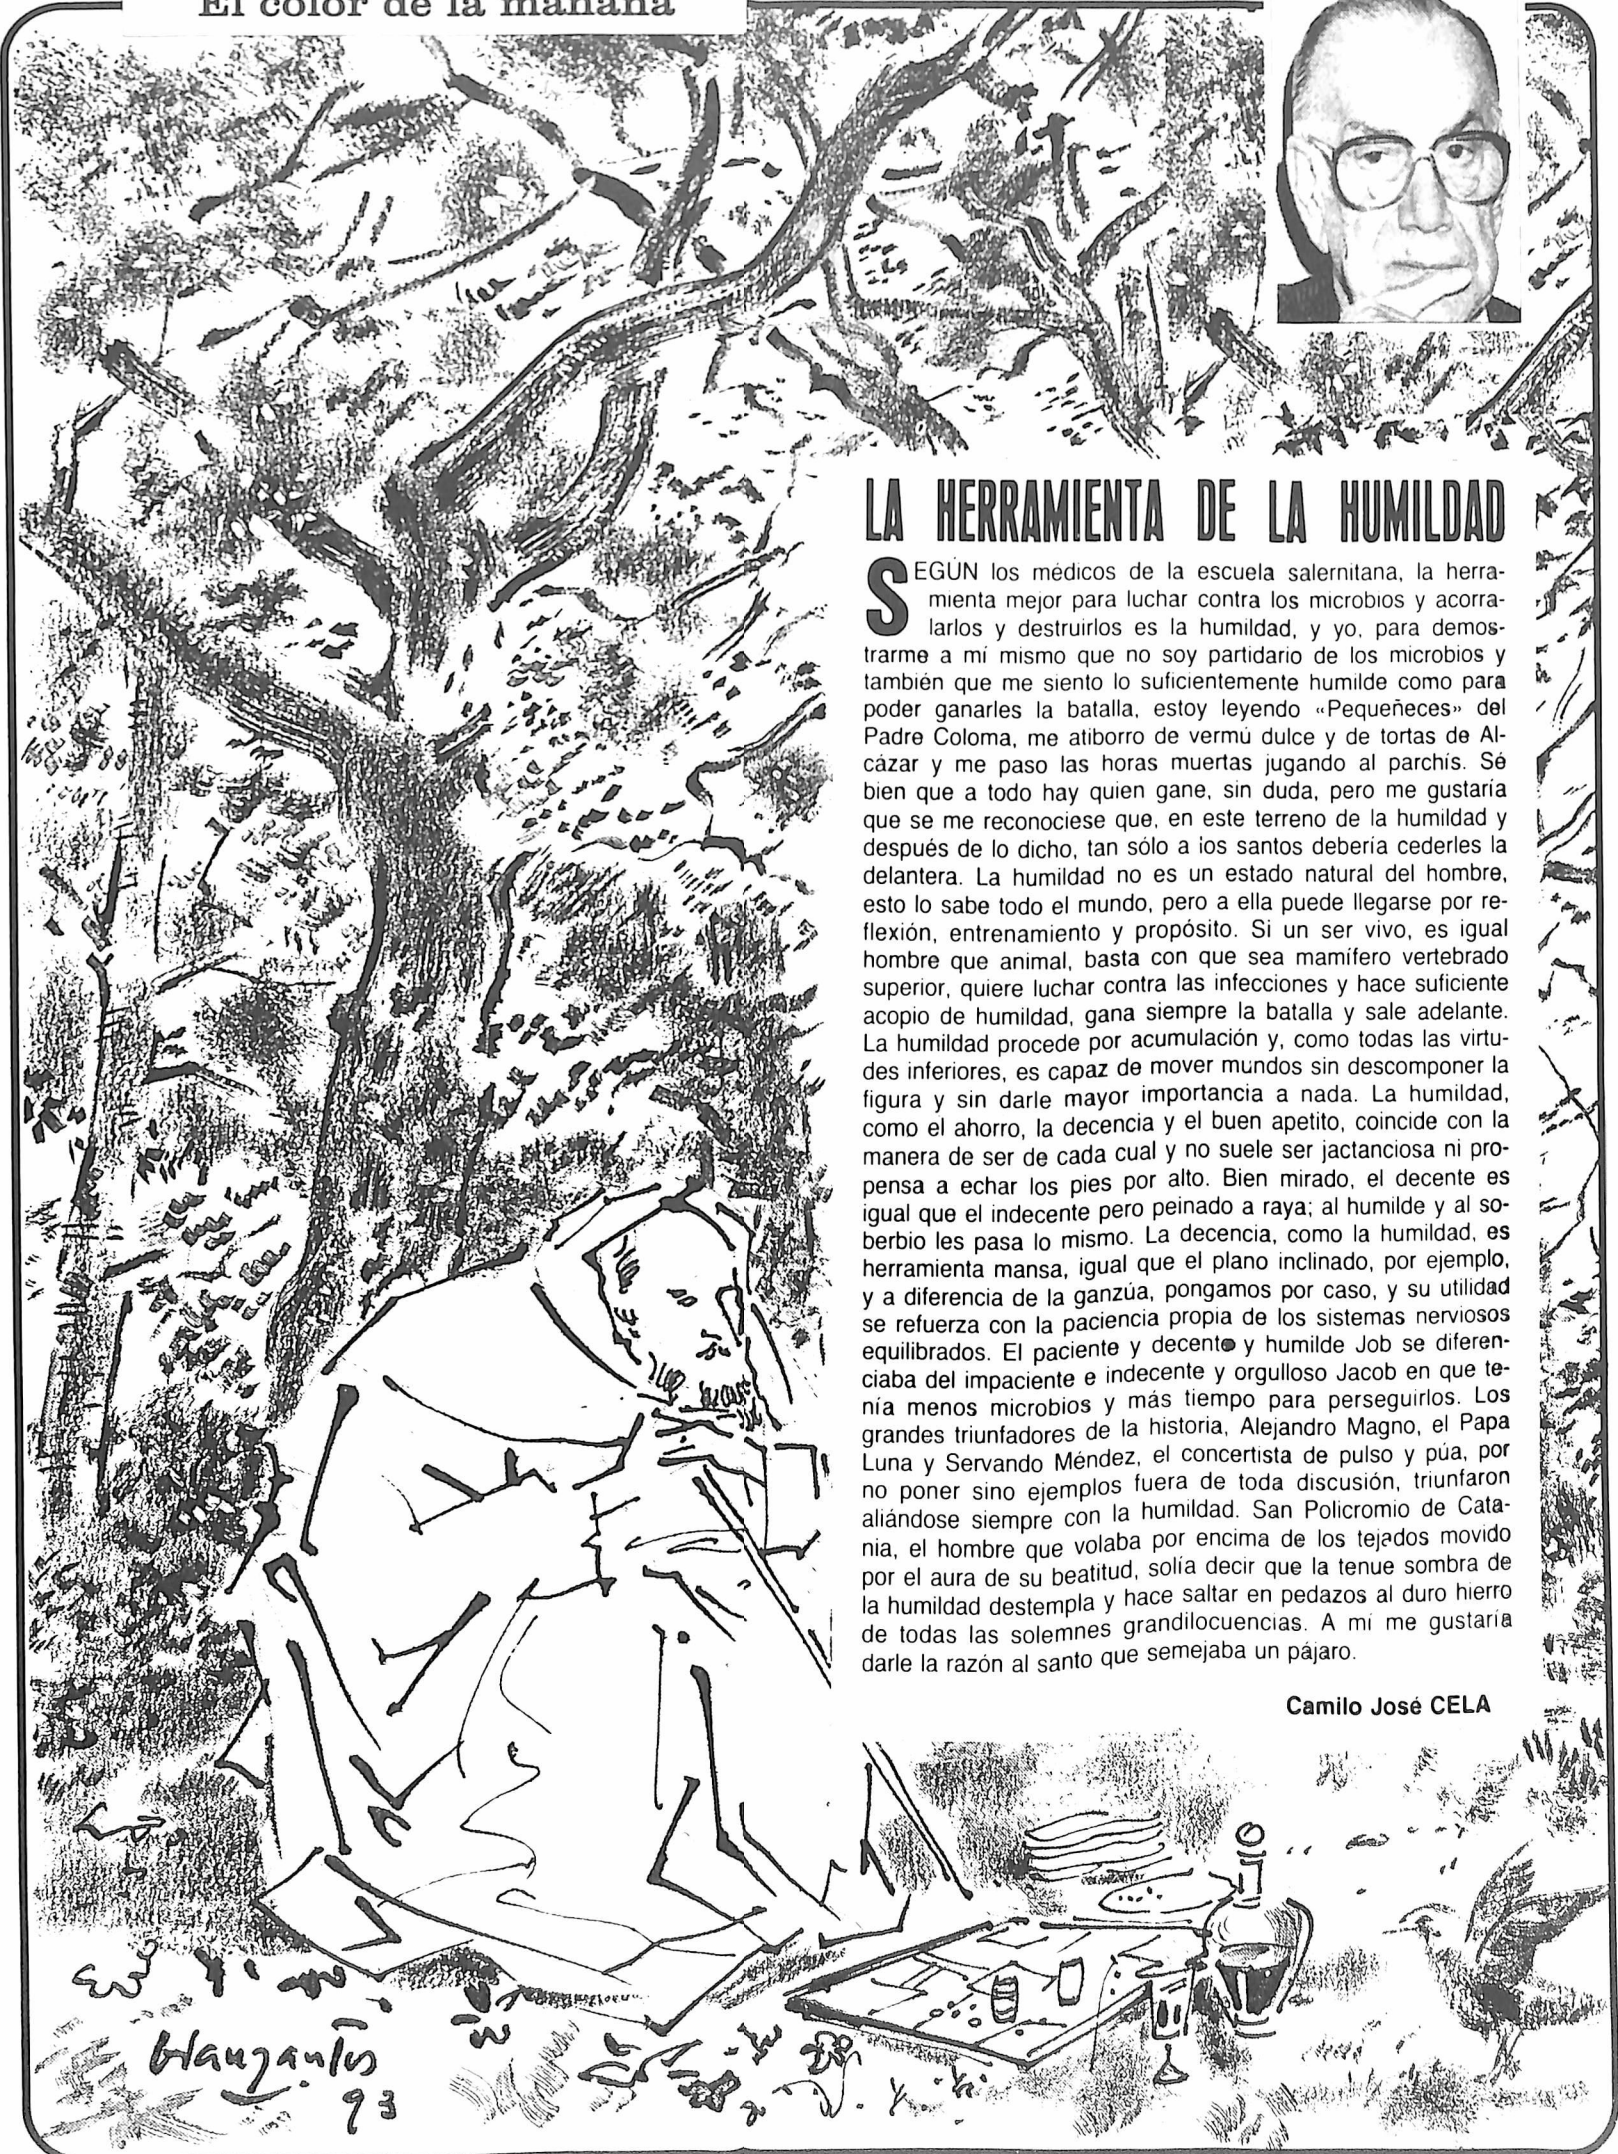 El color de la mañana
LA HERRAMIENTA DE LA HUMILDAD
SEGÚN los médicos de la escuela salernitana, la herra-
mienta mejor para luchar contra los microbios y acorra-
larlos y destruirlos es la humildad, y yo, para demos-
trarme a mí mismo que no soy partidario de los microbios y
también que me siento lo suficientemente humilde como para
poder ganarles la batalla, estoy leyendo «Pequeñeces» del
Padre Coloma, me atiborro de vermú dulce y de tortas de Al-
cázar y me paso las horas muertas jugando al parchís. Sé
bien que a todo hay quien gane, sin duda, pero me gustaría
que se me reconociese que, en este terreno de la humildad y
después de lo dicho, tan sólo a los santos debería cederles la
delantera. La humildad no es un estado natural del hombre,
esto lo sabe todo el mundo, pero a ella puede llegarse por re-
flexión, entrenamiento y propósito. Si un ser vivo, es igual
hombre que animal, basta con que sea mamífero vertebrado
superior, quiere luchar contra las infecciones y hace suficiente
acopio de humildad, gana siempre la batalla y sale adelante.
La humildad procede por acumulación y, como todas las virtu-
des inferiores, es capaz de mover mundos sin descomponer la
figura y sin darle mayor importancia a nada. La humildad,
como el ahorro, la decencia y el buen apetito, coincide con la
manera de ser de cada cual y no suele ser jactanciosa ni pro-
pensa a echar los pies por alto. Bien mirado, el decente es
igual que el indecente pero peinado a raya; al humilde y al so-
berbio les pasa lo mismo. La decencia, como la humildad, es
herramienta mansa, igual que el plano inclinado, por ejemplo,
y a diferencia de la ganzúa, pongamos por caso, y su utilidad
se refuerza con la paciencia propia de los sistemas nerviosos
equilibrados. El paciente y decente y humilde Job se diferen-
ciaba del impaciente e indecente y orgulloso Jacob en que te-
nía menos microbios y más tiempo para perseguirlos. Los
grandes triunfadores de la historia, Alejandro Magno, el Papa
Luna y Servando Méndez, el concertista de pulso y púa, por
no poner sino ejemplos fuera de toda discusión, triunfaron
aliándose siempre con la humildad. San Policromio de Cata-
nia, el hombre que volaba por encima de los tejados movido
por el aura de su beatitud, solía decir que la tenue sombra de
la humildad destempla y hace saltar en pedazos al duro hierro
de todas las solemnes grandilocuencias. A mí me gustaría
darle la razón al santo que semejaba un pájaro.
Camilo José CELA
93